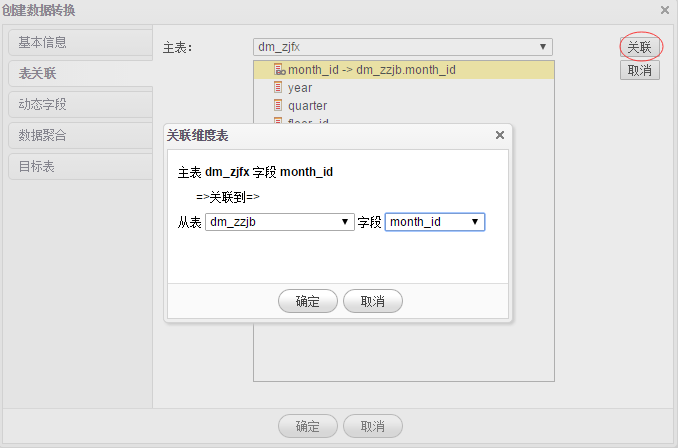 创建数据转换
基本信息
表关联
动态字段
数据聚合
目标表
主表：
dm_zjfx
关联
取消
month_id -> dm_zzjb.month_id
year
quarter
floor_id
关联维度表
主表 dm_zjfx 字段 month_id
=>关联到=>
从表 dm_zzjb 字段 month_id
确定 取消
确定 取消